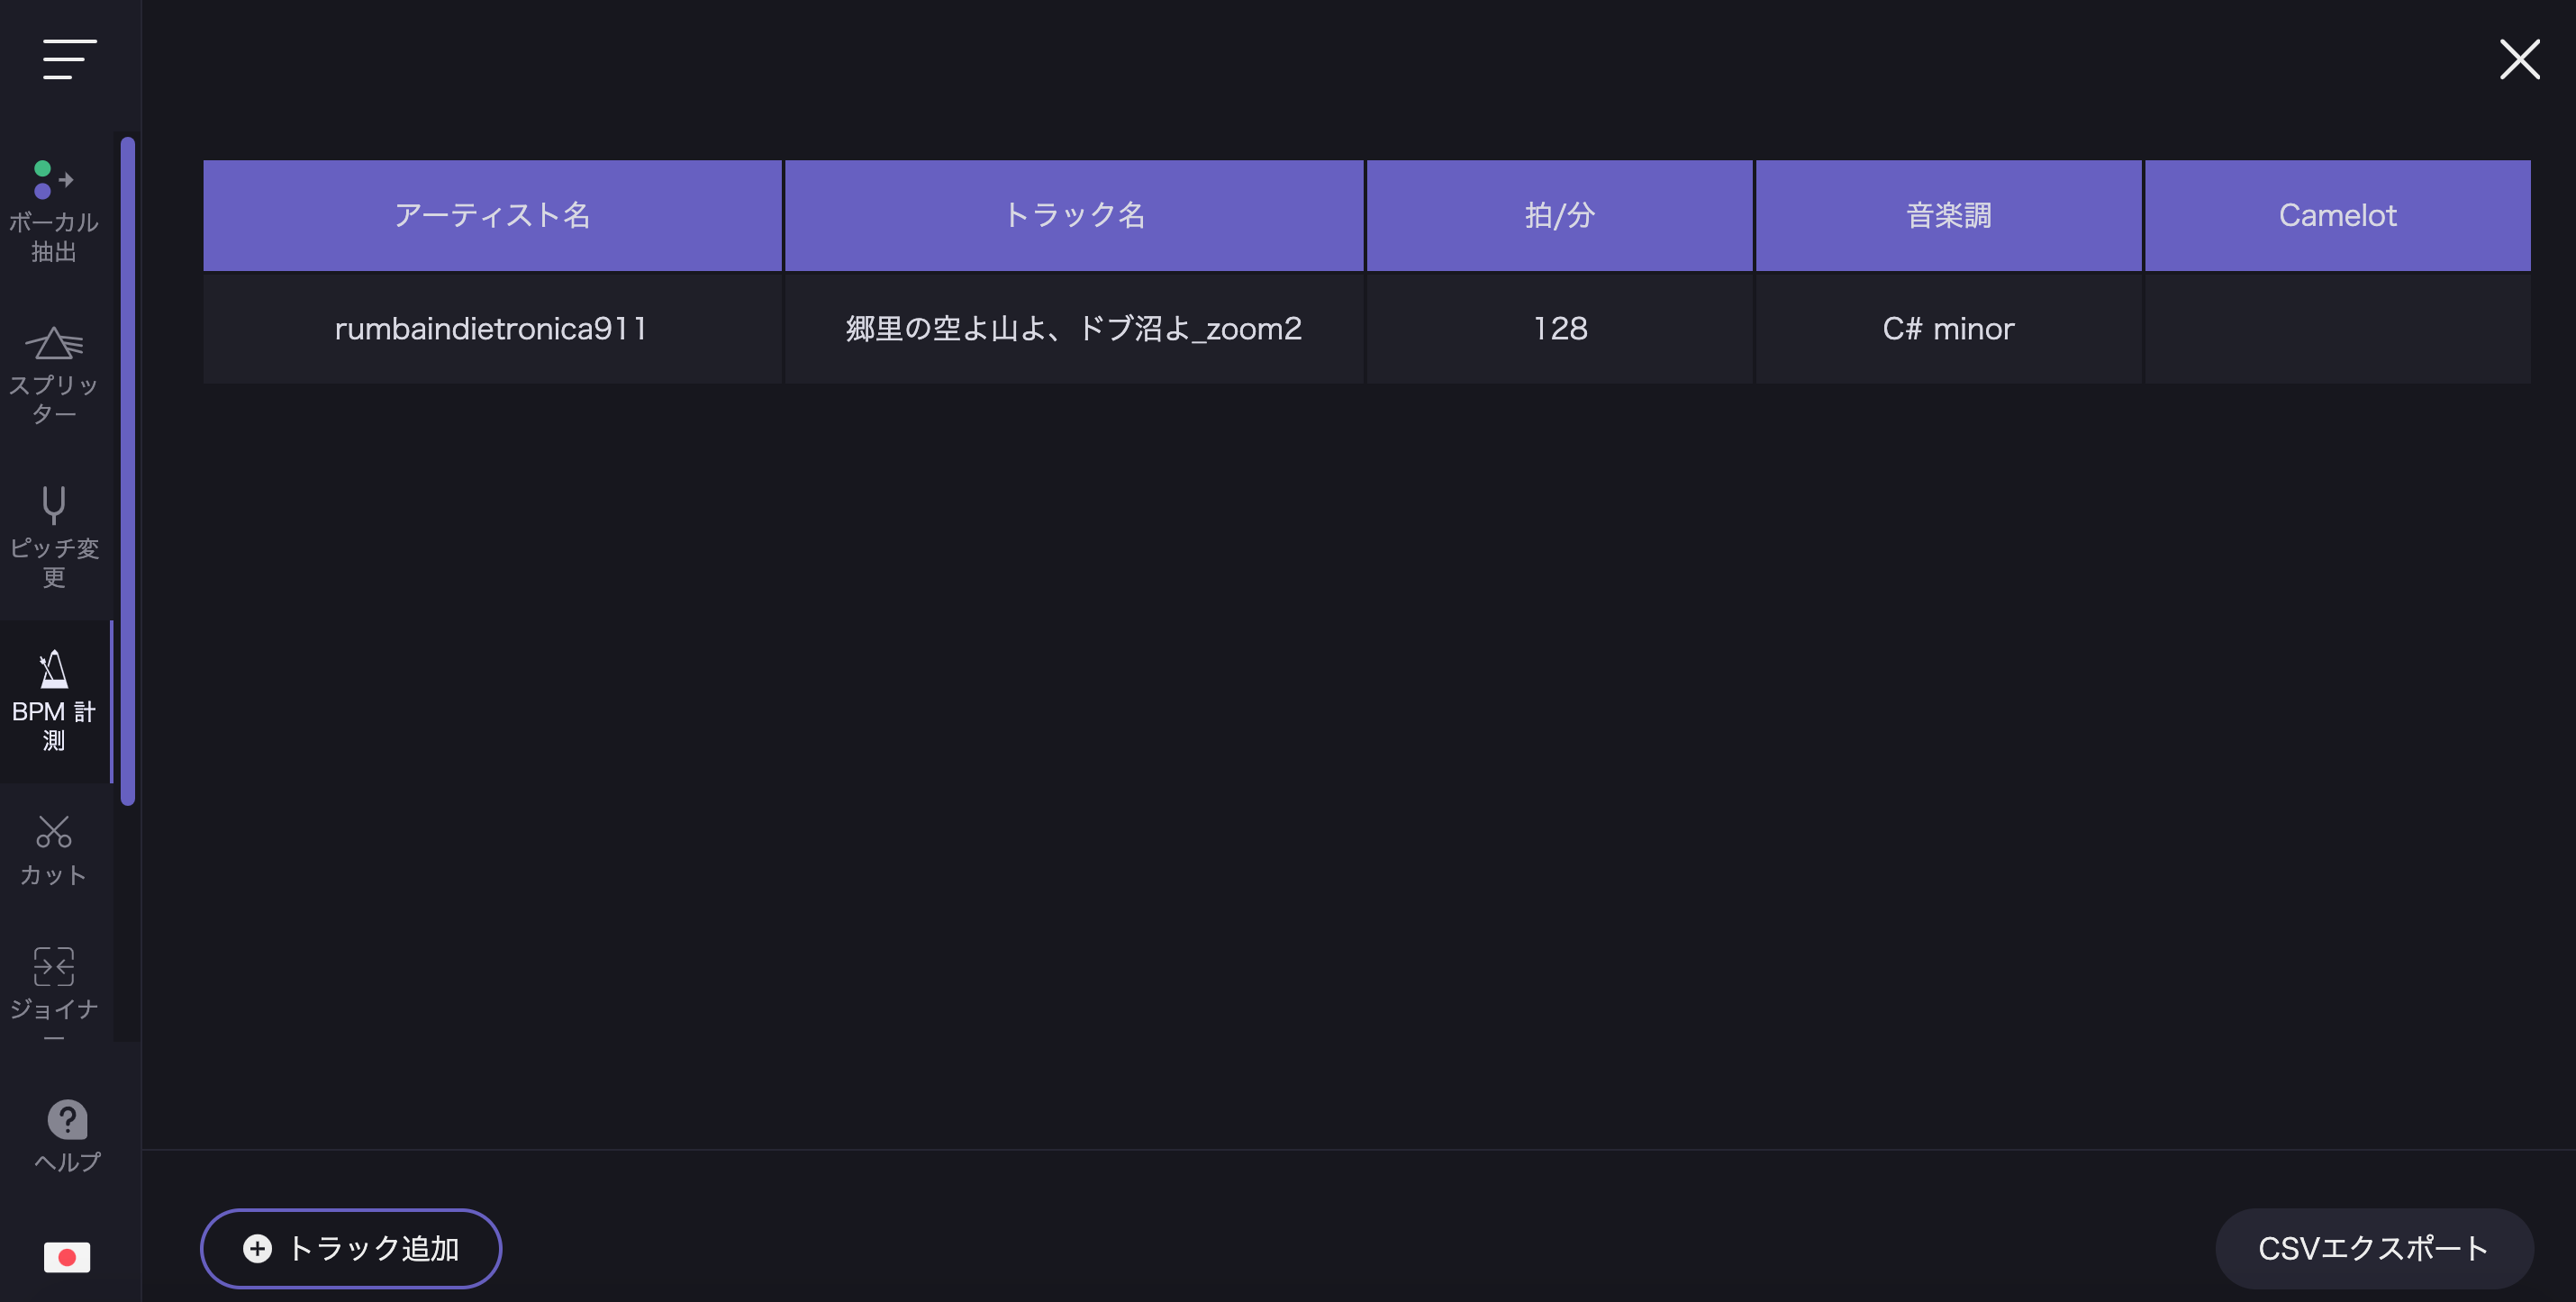 ボーカル
抽出
スプリッ
ター
ピッチ変
更
BPM 計
測
カット
ジョイナ
ー
ヘルプ
アーティスト名 トラック名 拍/分 音楽調 Camelot
rumbaindietronica911 郷里の空よ山よ、ドブ沼よ_zoom2 128 C# minor
トラック追加
CSVエクスポート